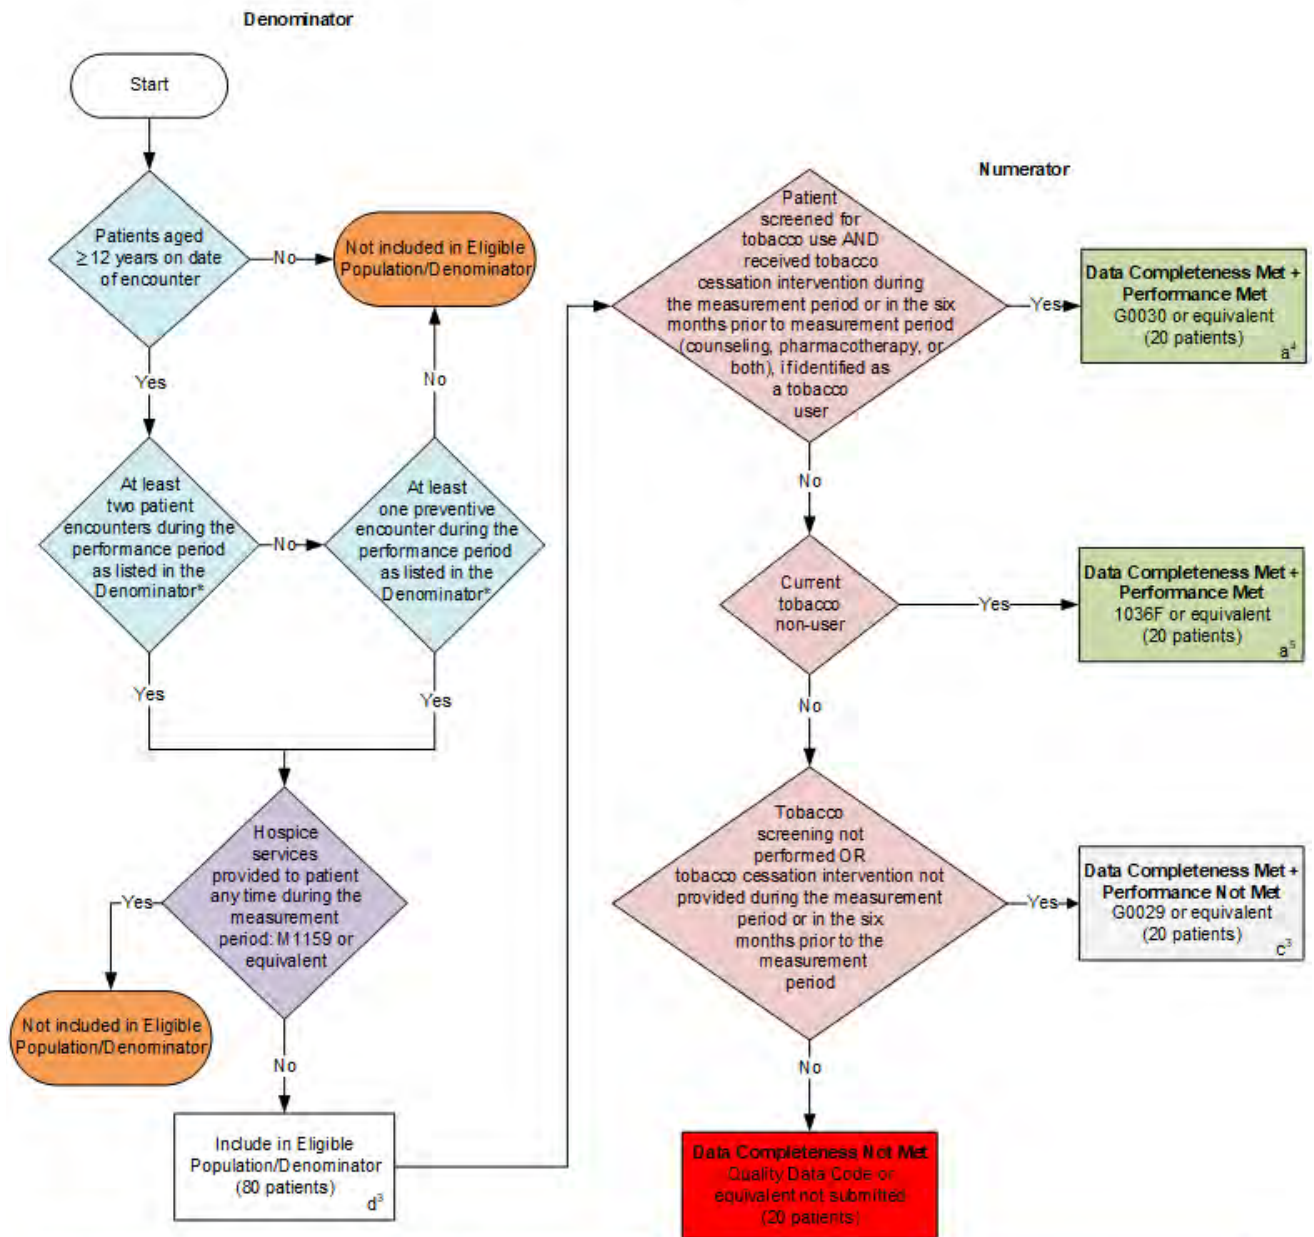 Denominator
Start
Patients aged
≥ 12 years on date
of encounter
No
Not included in Eligible
Population/Denominator
Yes
No
At least
two patient
encounters during the
performance period
as listed in the
Denominator*
No
At least
one preventive
encounter during the
performance period
as listed in the
Denominator*
Yes
Yes
Hospice
services
provided to patient
any time during the
measurement
period: M1159 or
equivalent
Yes
Not included in Eligible
Population/Denominator
No
Include in Eligible
Population/Denominator
(80 patients)
d³
Numerator
Patient
screened for
tobacco use AND
received tobacco
cessation intervention during
the measurement period or in the six
months prior to measurement period
(counseling, pharmacotherapy, or
both), if identified as
a tobacco
user
Yes
Data Completeness Met +
Performance Met
G0030 or equivalent
(20 patients)
a⁴
No
Current
tobacco
non-user
Yes
Data Completeness Met +
Performance Met
1036F or equivalent
(20 patients)
a⁵
No
Tobacco
screening not
performed OR
tobacco cessation intervention not
provided during the measurement
period or in the six
months prior to the
measurement
period
Yes
Data Completeness Met +
Performance Not Met
G0029 or equivalent
(20 patients)
c³
No
Data Completeness Not Met
Quality Data Code or
equivalent not submitted
(20 patients)